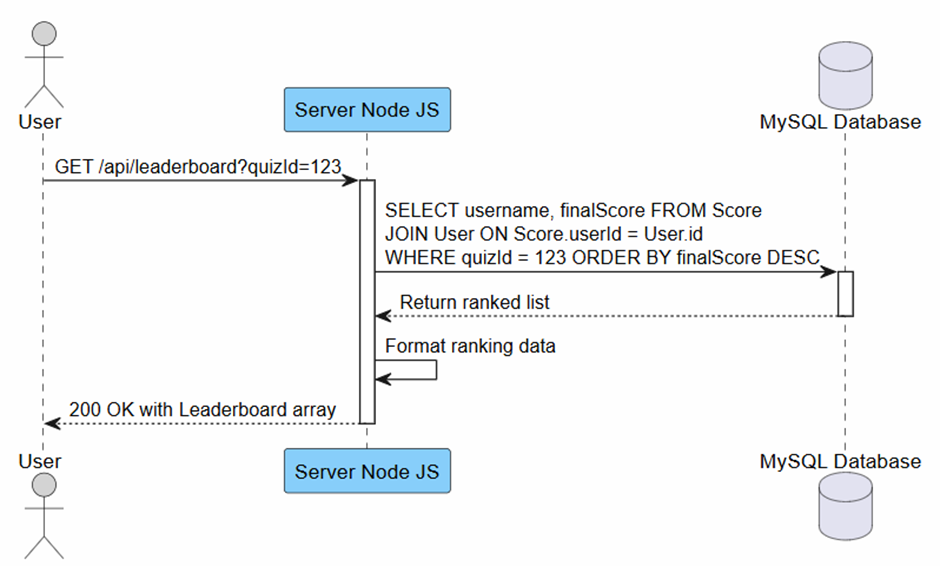 User
Server Node JS
MySQL Database
GET /api/leaderboard?quizId=123
SELECT username, finalScore FROM Score
JOIN User ON Score.userId = User.id
WHERE quizId = 123 ORDER BY finalScore DESC
Return ranked list
Format ranking data
200 OK with Leaderboard array
User
Server Node JS
MySQL Database